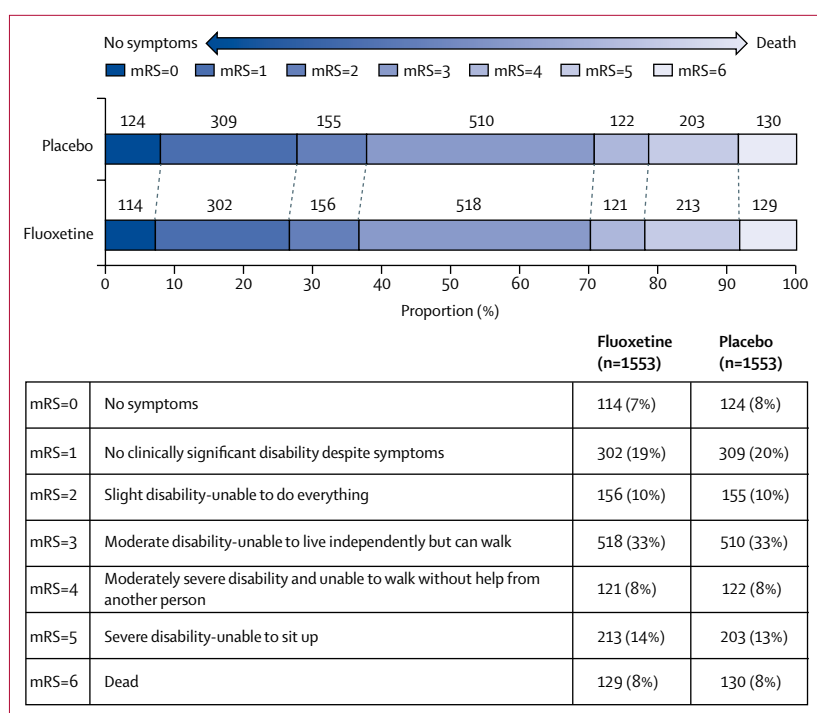 No symptoms Death
mRS=0 mRS=1 mRS=2 mRS=3 mRS=4 mRS=5 mRS=6
124 309 155 510 122 203 130
Placebo
114 302 156 518 121 213 129
Fluoxetine
0 10 20 30 40 50 60 70 80 90 100
Proportion (%)
Fluoxetine Placebo
(n=1553) (n=1553)
mRS=0 No symptoms 114 (7%) 124 (8%)
mRS=1 No clinically significant disability despite symptoms 302 (19%) 309 (20%)
mRS=2 Slight disability-unable to do everything 156 (10%) 155 (10%)
mRS=3 Moderate disability-unable to live independently but can walk 518 (33%) 510 (33%)
mRS=4 Moderately severe disability and unable to walk without help from
another person 121 (8%) 122 (8%)
mRS=5 Severe disability-unable to sit up 213 (14%) 203 (13%)
mRS=6 Dead 129 (8%) 130 (8%)